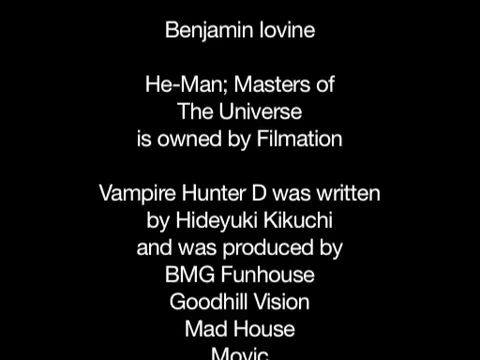 Benjamin Iovine
He-Man; Masters of
The Universe
is owned by Filmation
Vampire Hunter D was written
by Hideyuki Kikuchi
and was produced by
BMG Funhouse
Goodhill Vision
Mad House
Movic